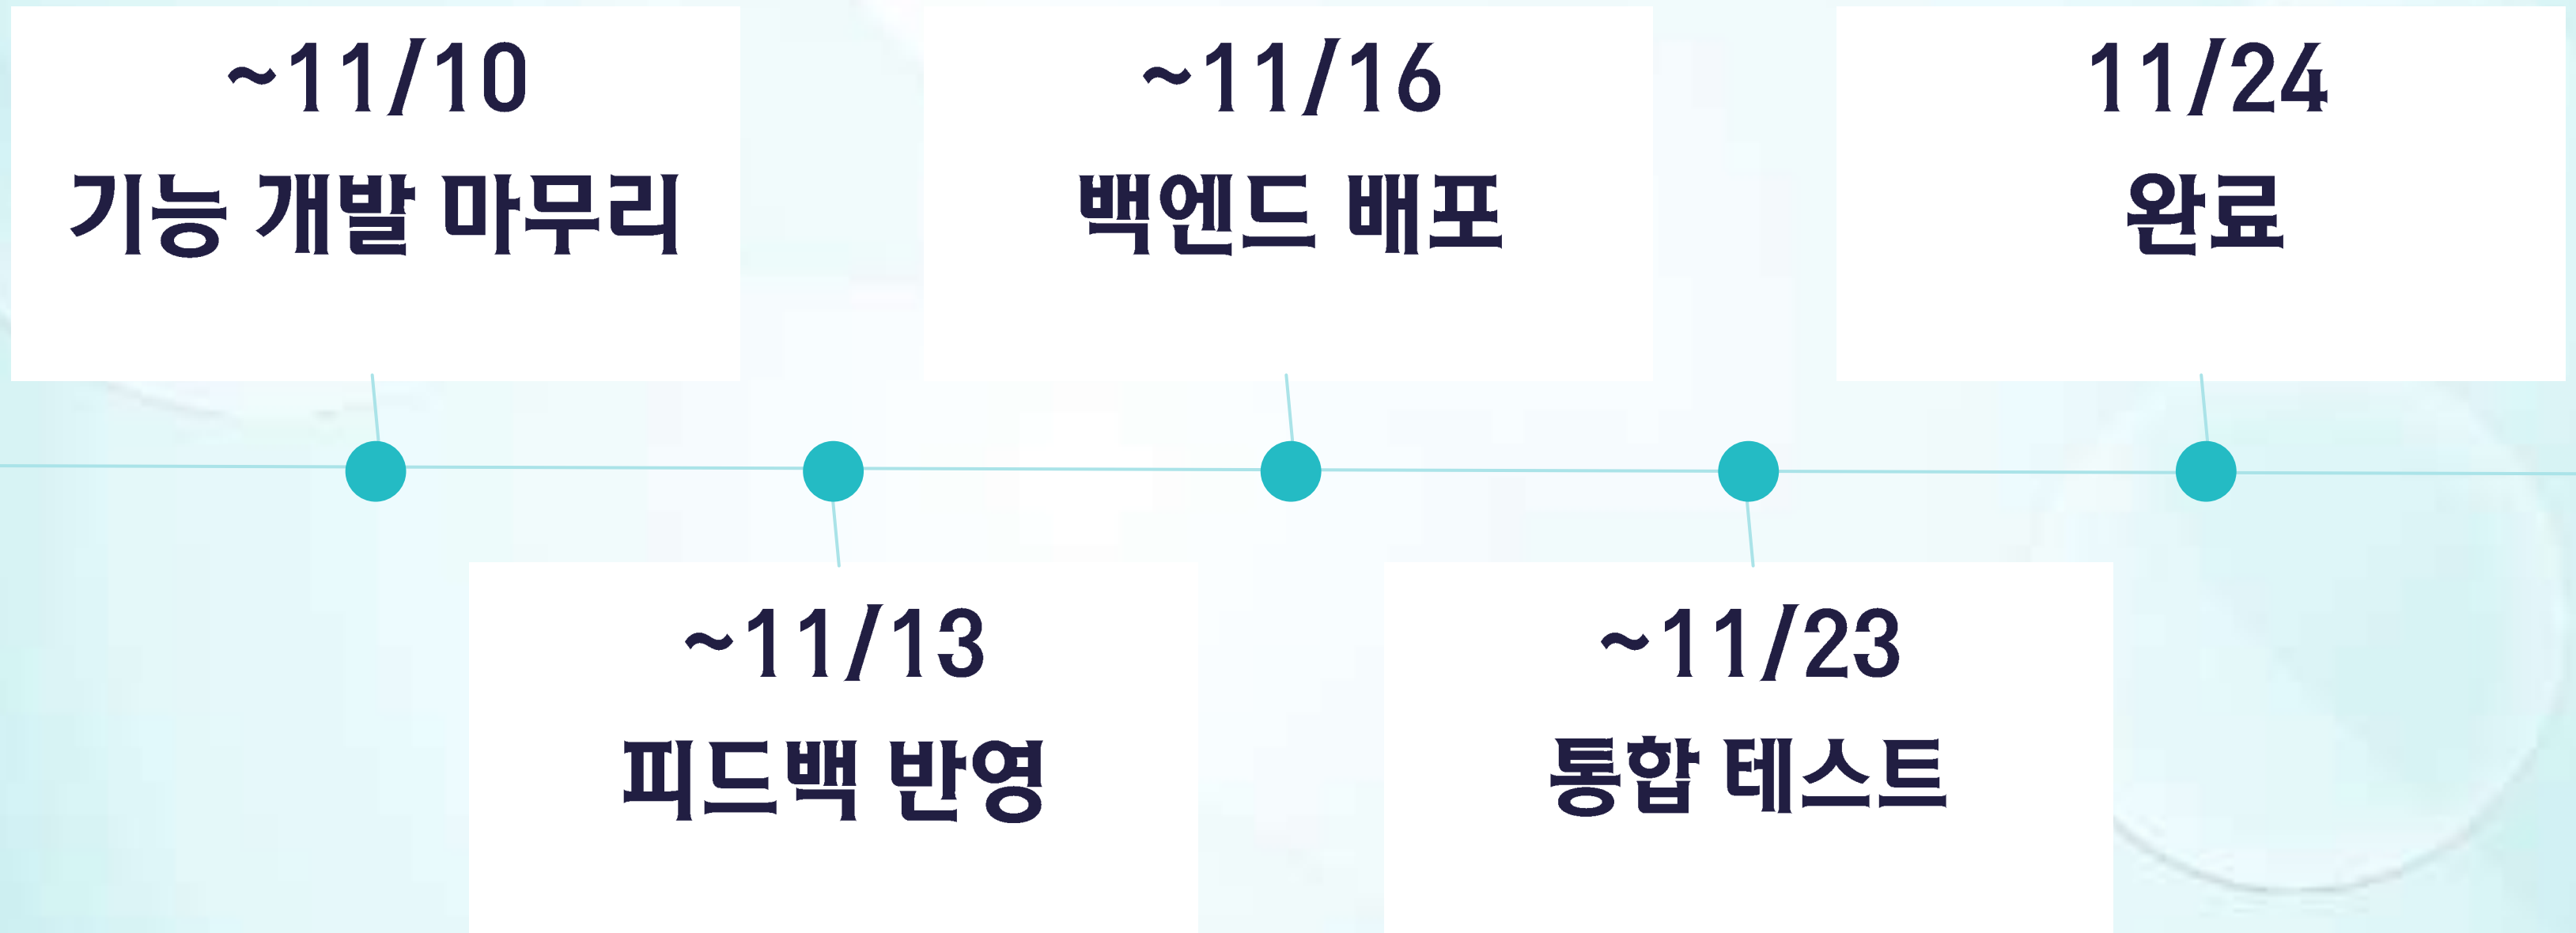 ~11/10
기능 개발 마무리
~11/13
피드백 반영
~11/16
백엔드 배포
~11/23
통합 테스트
11/24
완료